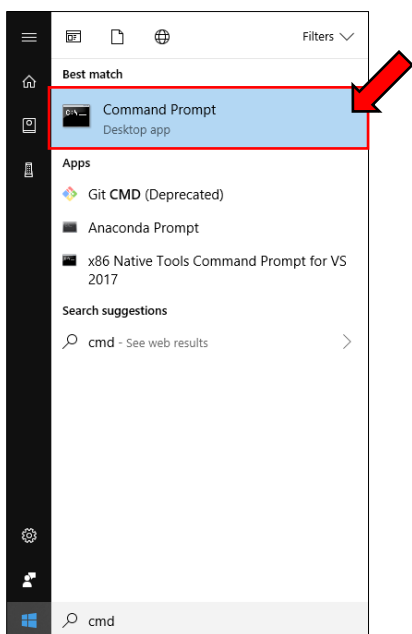 Filters
Best match
Command Prompt
Desktop app
Apps
Git CMD (Deprecated)
Anaconda Prompt
x86 Native Tools Command Prompt for VS
2017
Search suggestions
cmd - See web results
cmd